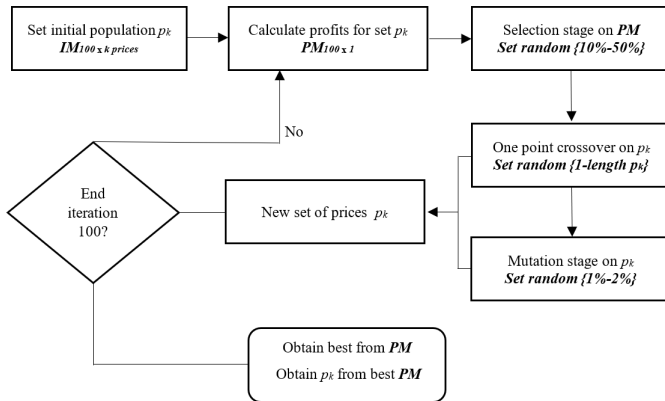 Set initial population pk
IM100 x k prices
Calculate profits for set pk
PM100 x 1
Selection stage on PM
Set random {10%-50%}
No
One point crossover on pk
Set random {1-length pk}
End
iteration
100?
New set of prices pk
Mutation stage on pk
Set random {1%-2%}
Obtain best from PM
Obtain pk from best PM